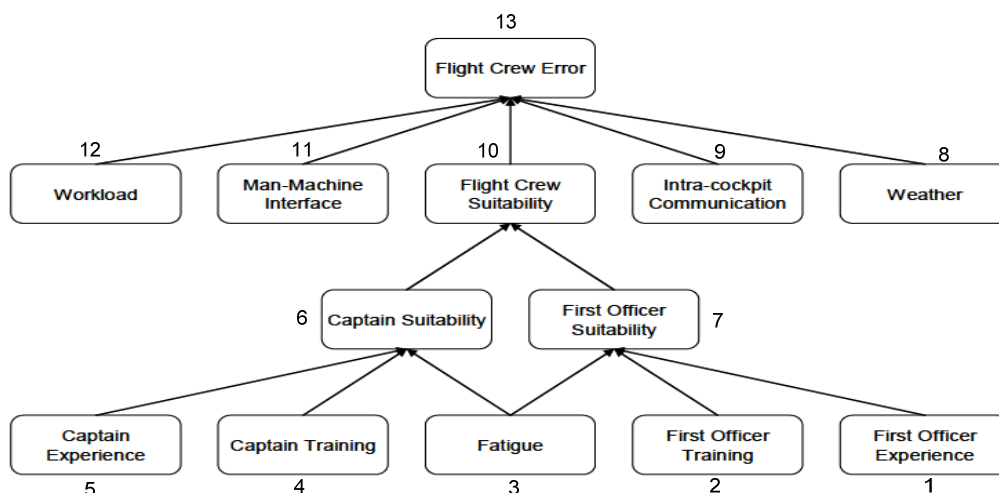 13
Flight Crew Error
12
11
10
9
8
Workload
Man-Machine
Interface
Flight Crew
Suitability
Intra-cockpit
Communication
Weather
6
Captain Suitability
First Officer
Suitability
7
Captain
Experience
Captain Training
Fatigue
First Officer
Training
First Officer
Experience
5
4
3
2
1